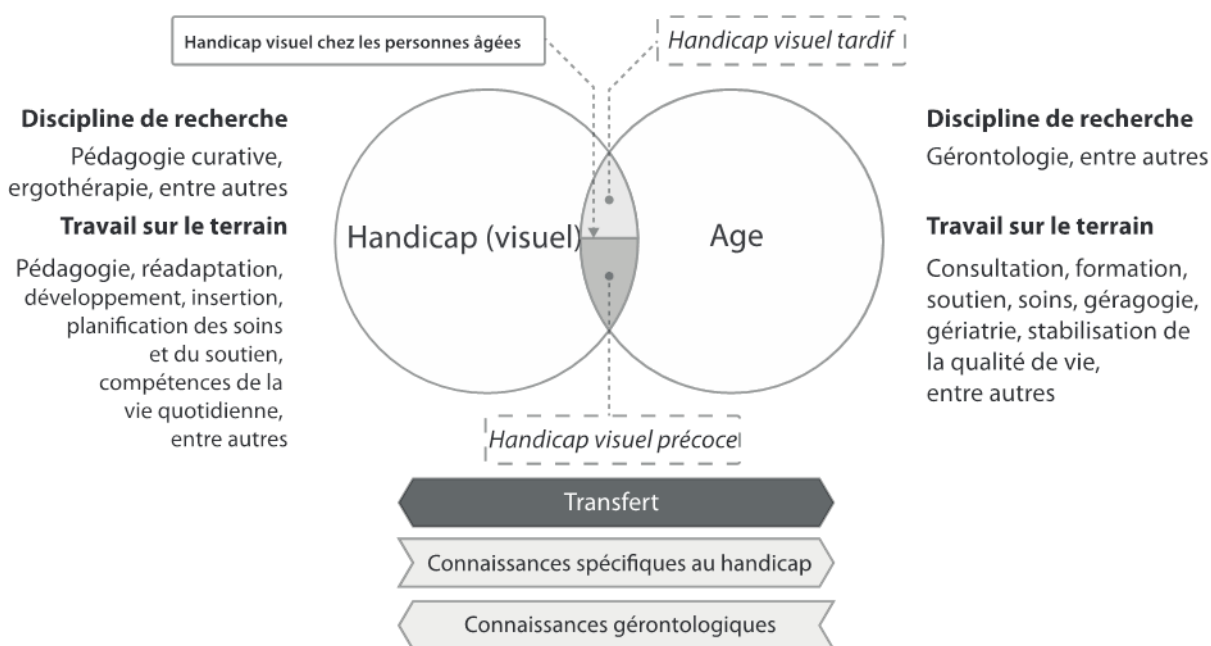 Handicap visuel chez les personnes âgées
Handicap visuel tardif
Discipline de recherche
Pédagogie curative,
ergothérapie, entre autres
Travail sur le terrain
Pédagogie, réadaptation,
développement, insertion,
planification des soins
et du soutien,
compétences de la
vie quotidienne,
entre autres
Handicap (visuel)
Age
Discipline de recherche
Gérontologie, entre autres
Travail sur le terrain
Consultation, formation,
soutien, soins, géragogie,
gériatrie, stabilisation de
la qualité de vie,
entre autres
Handicap visuel précoce
Transfert
Connaissances spécifiques au handicap
Connaissances gérontologiques